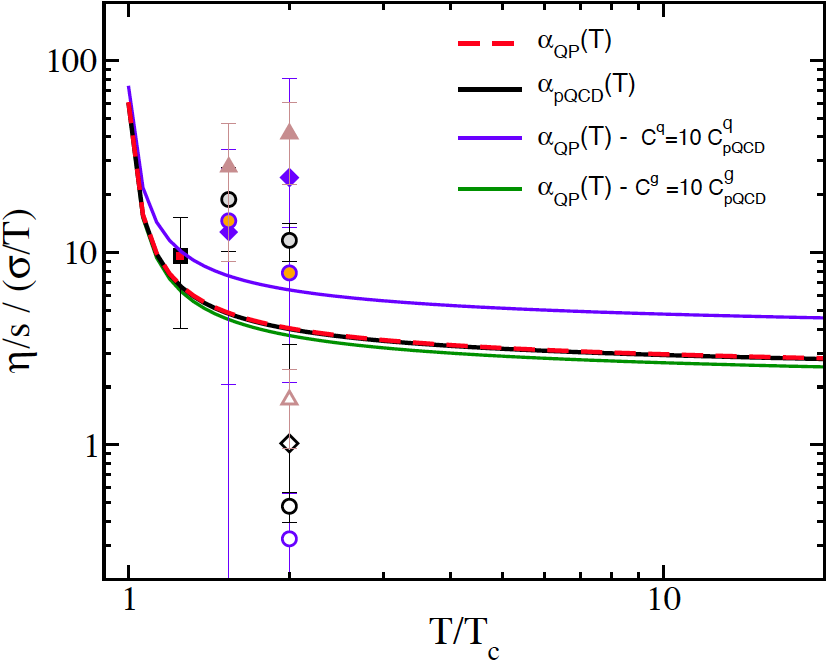 α_QP(T)
α_pQCD(T)
α_QP(T) - C^q=10 C^q_pQCD
α_QP(T) - C^g=10 C^g_pQCD
100
10
1
η/s / (σ/T)
1
10
T/T_c